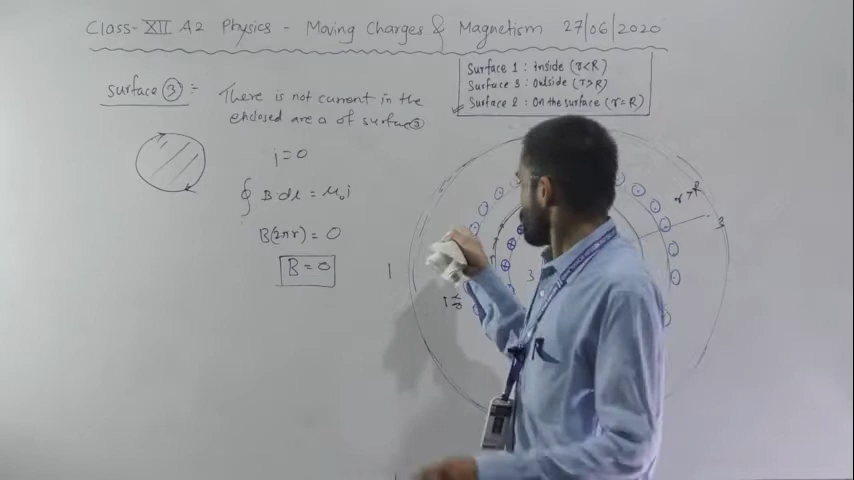 Class-XII A2 Physics - Moving Charges & Magnetism 27/06/2020
Surface 1 : Inside (r<R)
Surface 3 : Outside (r>R)
Surface 2 : On the surface (r=R)
Surface ③ :-
There is not current in the
enclosed are a of surface③
i=0
∮ B dl = μ₀i
B(2πr) = 0
B=0
r>R
3
1
3